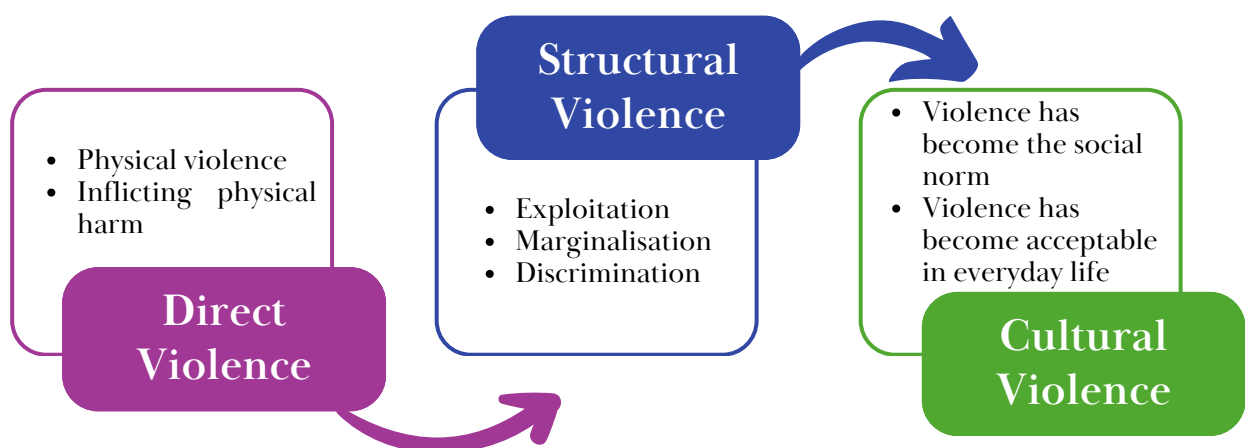 • Physical violence
• Inflicting physical
harm
Direct
Violence
Structural
Violence
• Exploitation
• Marginalisation
• Discrimination
• Violence has
become the social
norm
• Violence has
become acceptable
in everyday life
Cultural
Violence